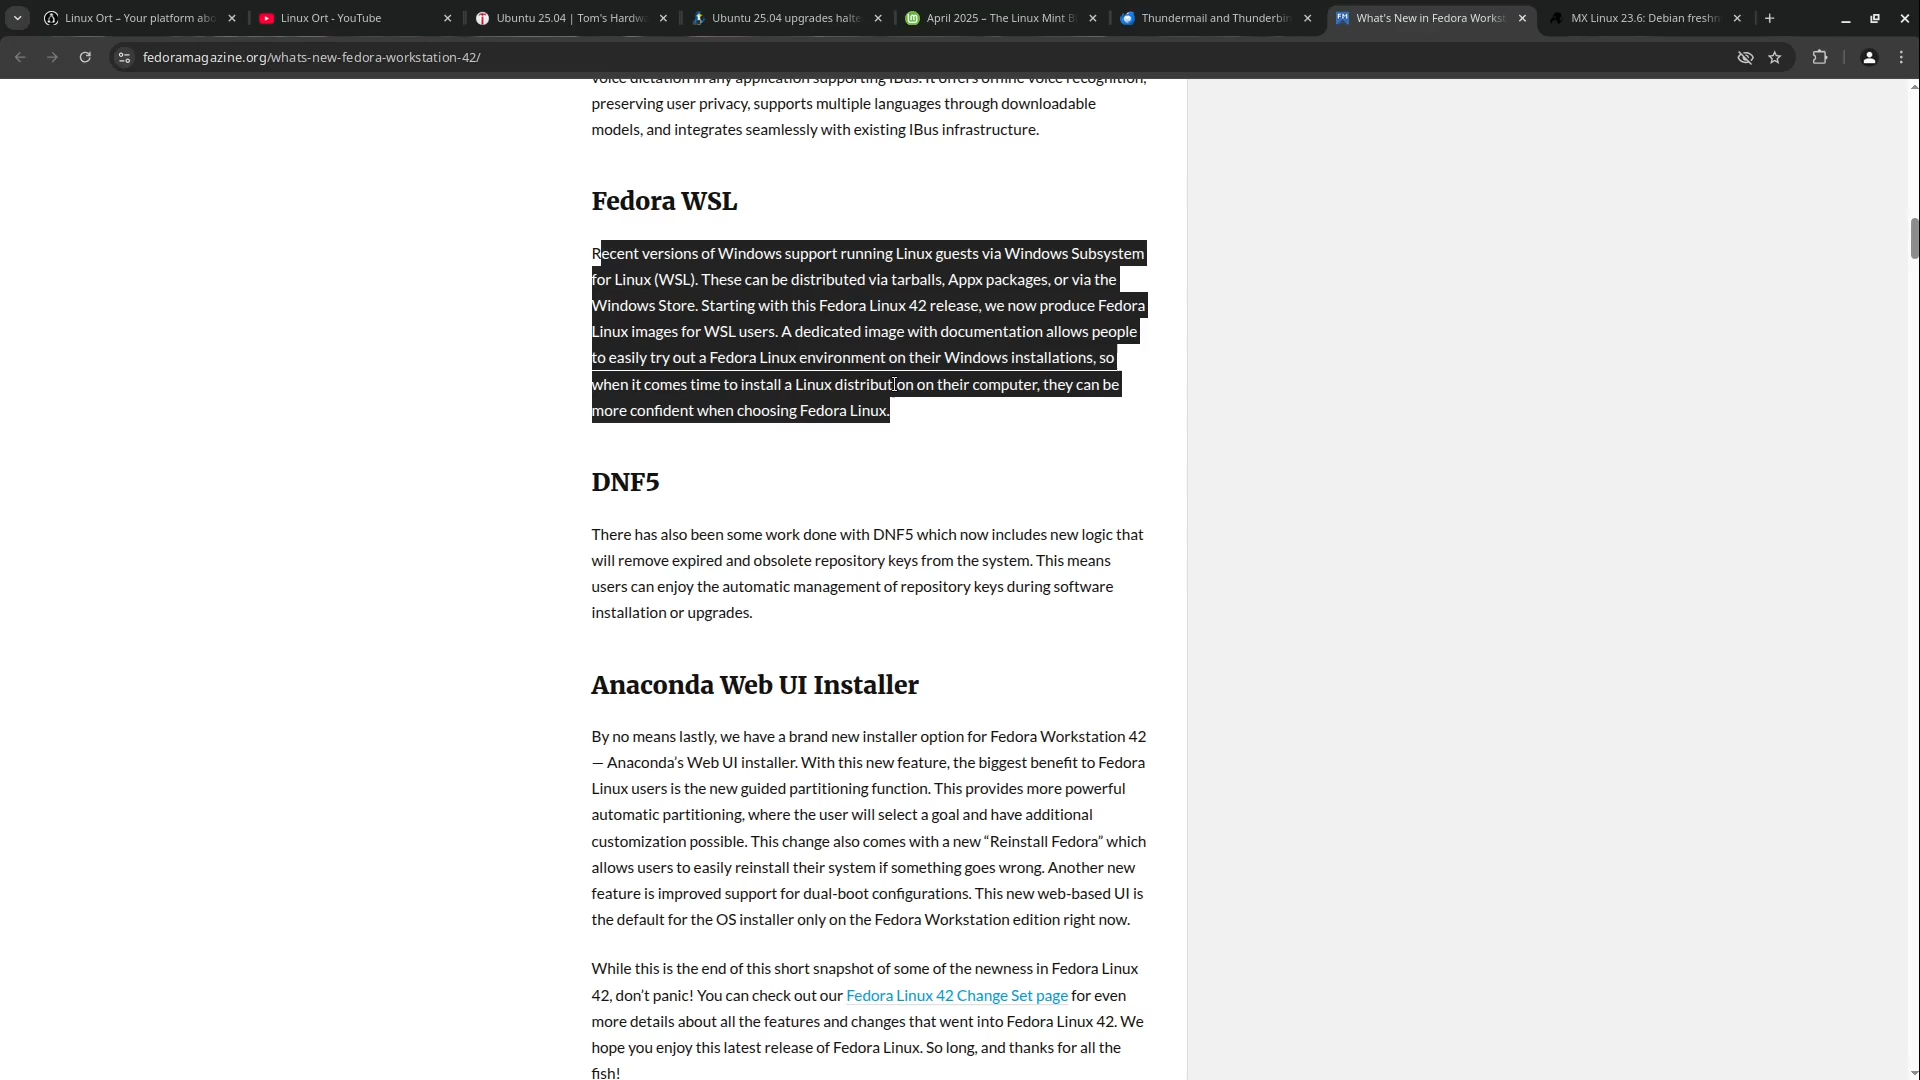 Linux Ort – Your platform abo
Linux Ort - YouTube
Ubuntu 25.04 | Tom's Hardwa
Ubuntu 25.04 upgrades halte
April 2025 – The Linux Mint B
Thundermail and Thunderbir
What's New in Fedora Workst
MX Linux 23.6: Debian freshn
fedoramagazine.org/whats-new-fedora-workstation-42/
voice dictation in any application supporting IBus. It offers offline voice recognition,
preserving user privacy, supports multiple languages through downloadable
models, and integrates seamlessly with existing IBus infrastructure.
Fedora WSL
Recent versions of Windows support running Linux guests via Windows Subsystem
for Linux (WSL). These can be distributed via tarballs, Appx packages, or via the
Windows Store. Starting with this Fedora Linux 42 release, we now produce Fedora
Linux images for WSL users. A dedicated image with documentation allows people
to easily try out a Fedora Linux environment on their Windows installations, so
when it comes time to install a Linux distribution on their computer, they can be
more confident when choosing Fedora Linux.
DNF5
There has also been some work done with DNF5 which now includes new logic that
will remove expired and obsolete repository keys from the system. This means
users can enjoy the automatic management of repository keys during software
installation or upgrades.
Anaconda Web UI Installer
By no means lastly, we have a brand new installer option for Fedora Workstation 42
— Anaconda’s Web UI installer. With this new feature, the biggest benefit to Fedora
Linux users is the new guided partitioning function. This provides more powerful
automatic partitioning, where the user will select a goal and have additional
customization possible. This change also comes with a new “Reinstall Fedora” which
allows users to easily reinstall their system if something goes wrong. Another new
feature is improved support for dual-boot configurations. This new web-based UI is
the default for the OS installer only on the Fedora Workstation edition right now.
While this is the end of this short snapshot of some of the newness in Fedora Linux
42, don’t panic! You can check out our Fedora Linux 42 Change Set page for even
more details about all the features and changes that went into Fedora Linux 42. We
hope you enjoy this latest release of Fedora Linux. So long, and thanks for all the
fish!